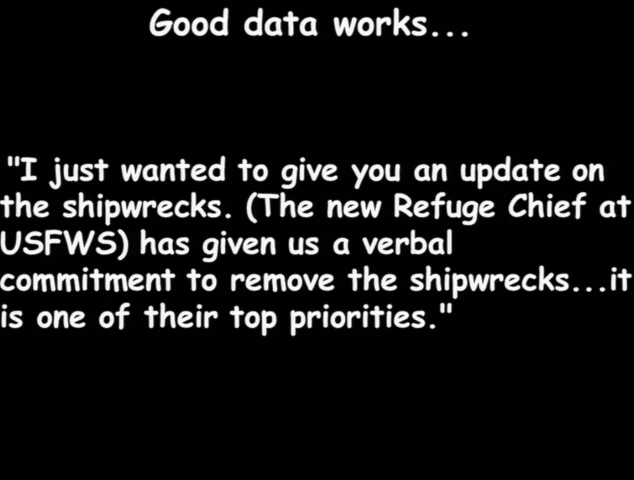 Good data works...
"I just wanted to give you an update on
the shipwrecks. (The new Refuge Chief at
USFWS) has given us a verbal
commitment to remove the shipwrecks...it
is one of their top priorities."